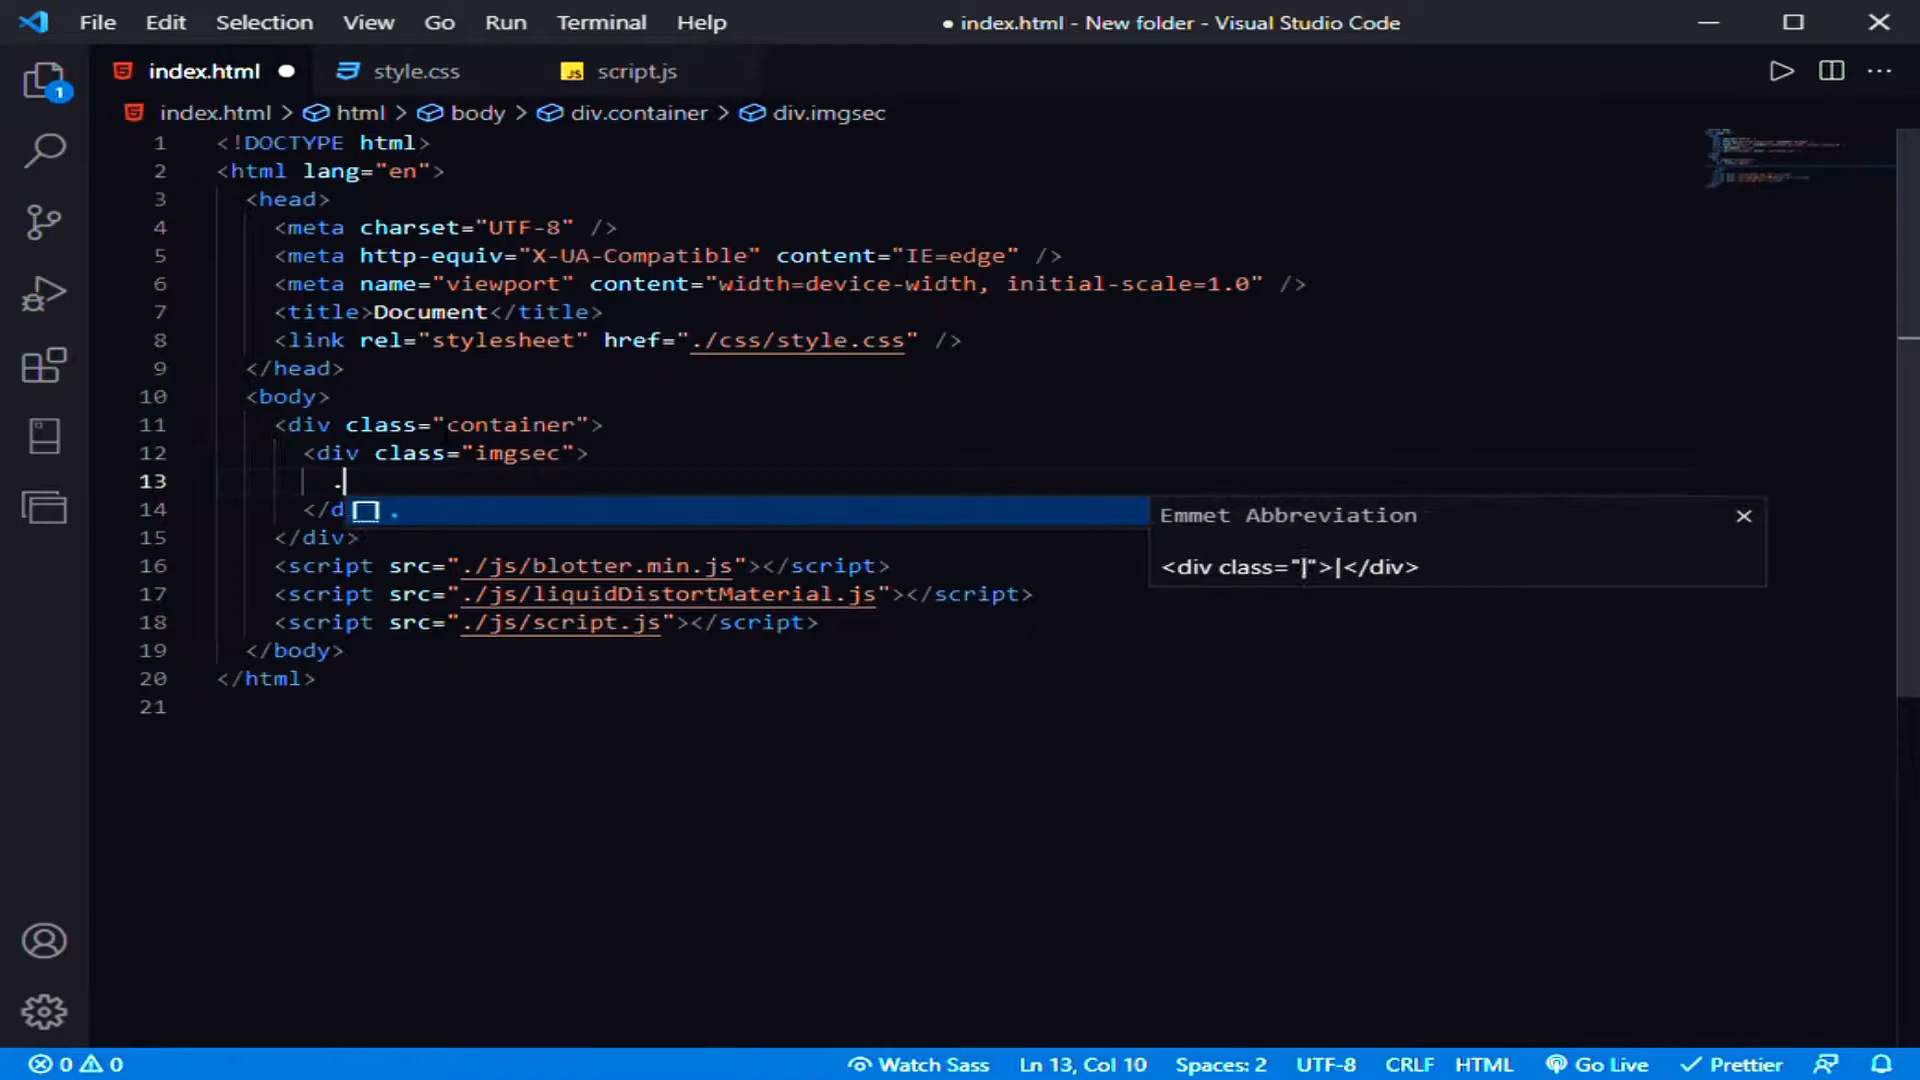 File Edit Selection View Go Run Terminal Help ● index.html - New folder - Visual Studio Code
index.html ● style.css JS script.js
index.html > html > body > div.container > div.imgsec
1 <!DOCTYPE html>
2 <html lang="en">
3 <head>
4 <meta charset="UTF-8" />
5 <meta http-equiv="X-UA-Compatible" content="IE=edge" />
6 <meta name="viewport" content="width=device-width, initial-scale=1.0" />
7 <title>Document</title>
8 <link rel="stylesheet" href="./css/style.css" />
9 </head>
10 <body>
11 <div class="container">
12 <div class="imgsec">
13 .
14 </d .
Emmet Abbreviation
<div class="|">|</div>
15 </div>
16 <script src="./js/blotter.min.js"></script>
17 <script src="./js/liquidDistortMaterial.js"></script>
18 <script src="./js/script.js"></script>
19 </body>
20 </html>
21
1
0 0 Watch Sass Ln 13, Col 10 Spaces: 2 UTF-8 CRLF HTML Go Live Prettier